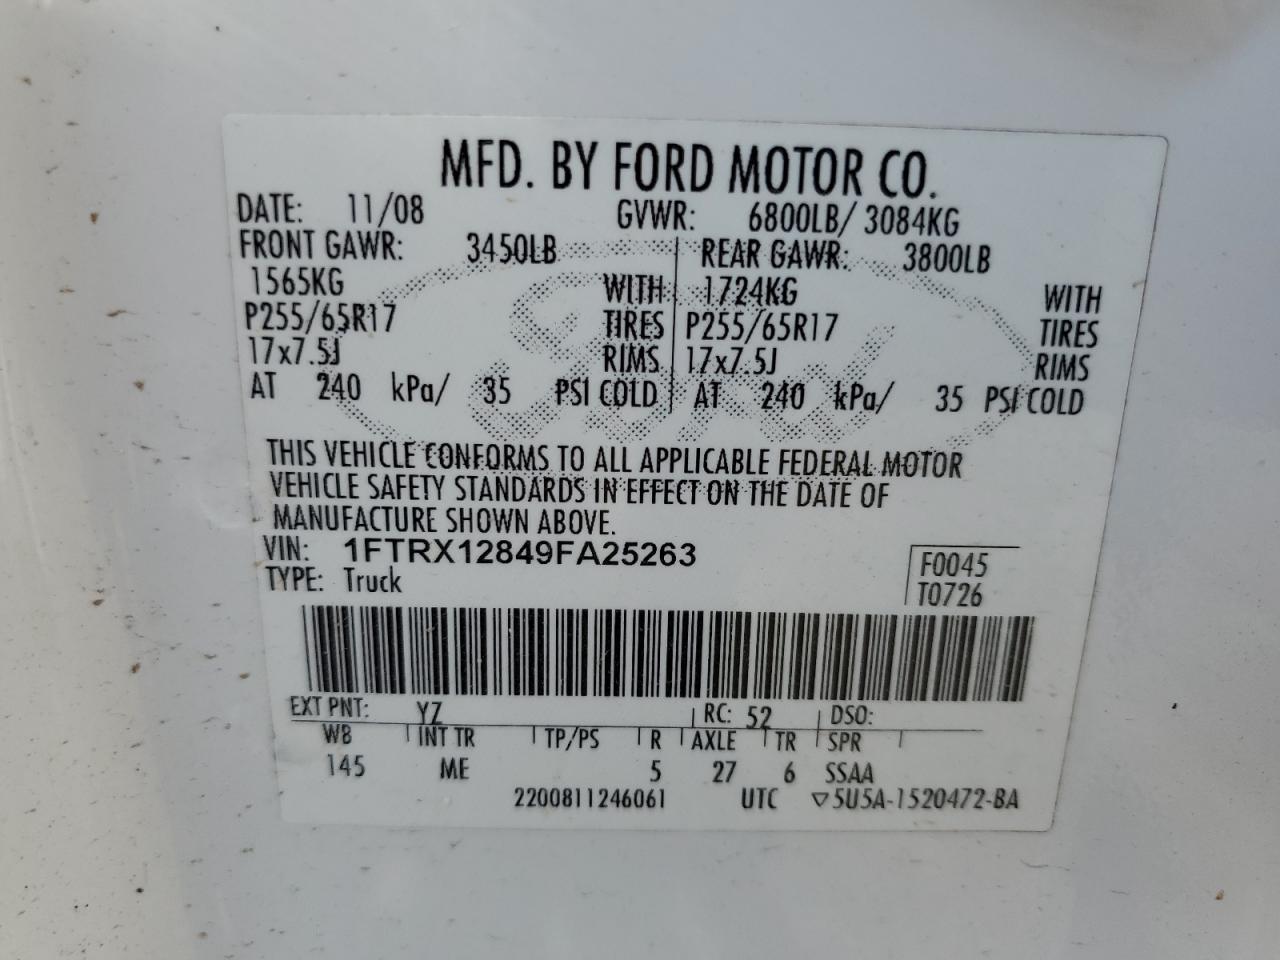 MFD. BY FORD MOTOR CO.
DATE: 11/08 GVWR: 6800LB/ 3084KG
FRONT GAWR: 3450LB REAR GAWR: 3800LB
1565KG WITH 1724KG WITH
P255/65R17 TIRES P255/65R17 TIRES
17x7.5J RIMS 17x7.5J RIMS
AT 240 kPa/ 35 PSI COLD AT 240 kPa/ 35 PSI COLD
Ford
THIS VEHICLE CONFORMS TO ALL APPLICABLE FEDERAL MOTOR
VEHICLE SAFETY STANDARDS IN EFFECT ON THE DATE OF
MANUFACTURE SHOWN ABOVE.
VIN: 1FTRX12849FA25263 F0045
TYPE: Truck T0726
EXT PNT: YZ RC: 52 DSO:
WB INT TR TP/PS R AXLE TR SPR
145 ME 5 27 6 SSAA
2200811246061 UTC ▽5U5A-1520472-BA